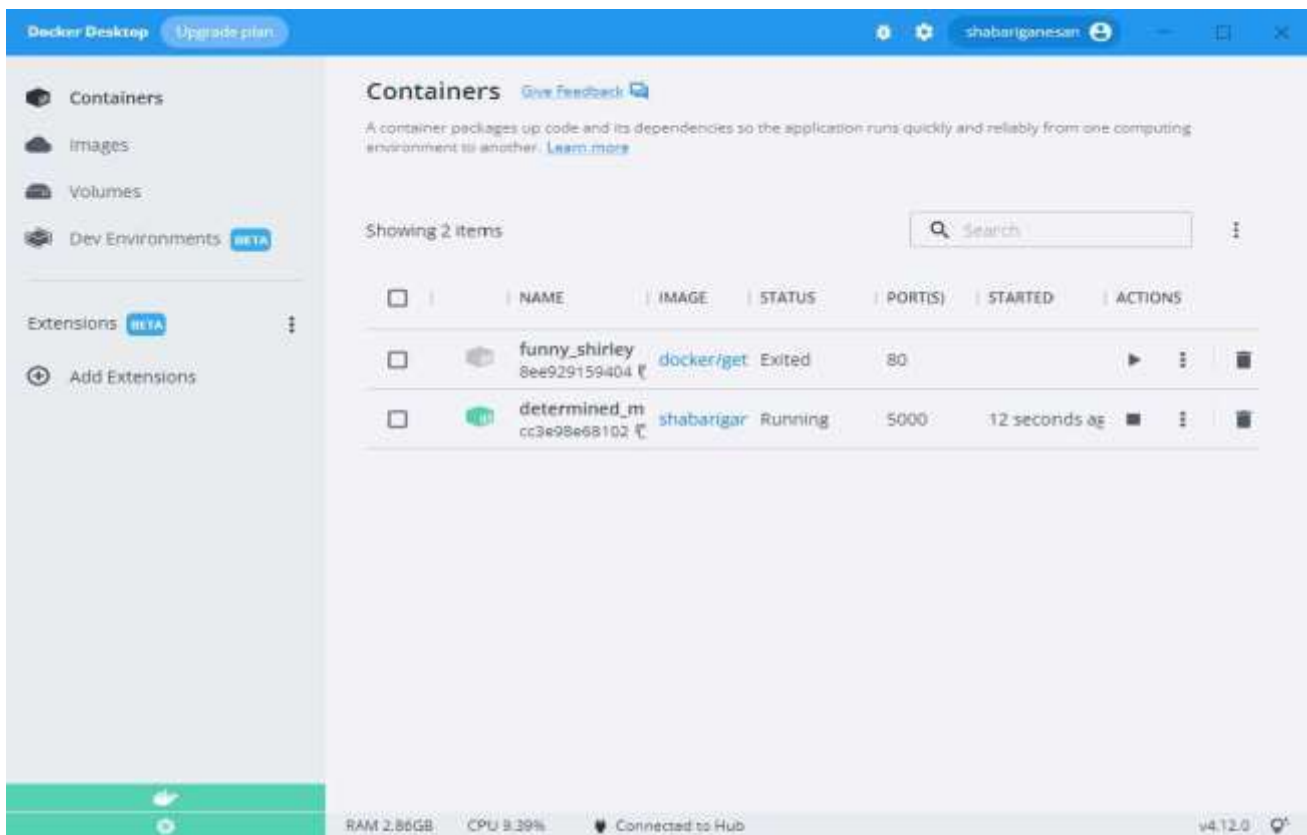 Docker Desktop Upgrade plan shabariganesan
Containers
Images
Volumes
Dev Environments BETA
Extensions BETA
Add Extensions
Containers Give Feedback
A container packages up code and its dependencies so the application runs quickly and reliably from one computing
environment to another. Learn more
Showing 2 items Search
NAME IMAGE STATUS PORT(S) STARTED ACTIONS
funny_shirley docker/get Exited 80
8ee929159404
determined_m shabarigar Running 5000 12 seconds ag
cc3e98e68102
RAM 2.86GB CPU 9.39% Connected to Hub v4.12.0